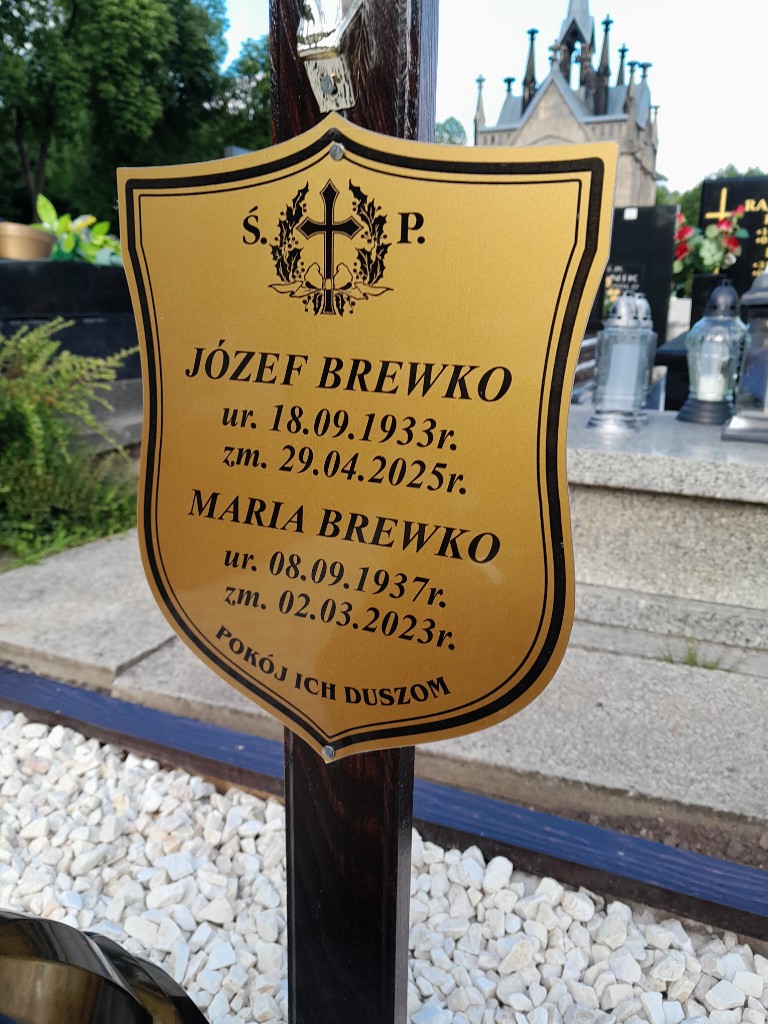 Ś. P.
JÓZEF BREWKO
ur. 18.09.1933r.
zm. 29.04.2025r.
MARIA BREWKO
ur. 08.09.1937r.
zm. 02.03.2023r.
POKÓJ ICH DUSZOM